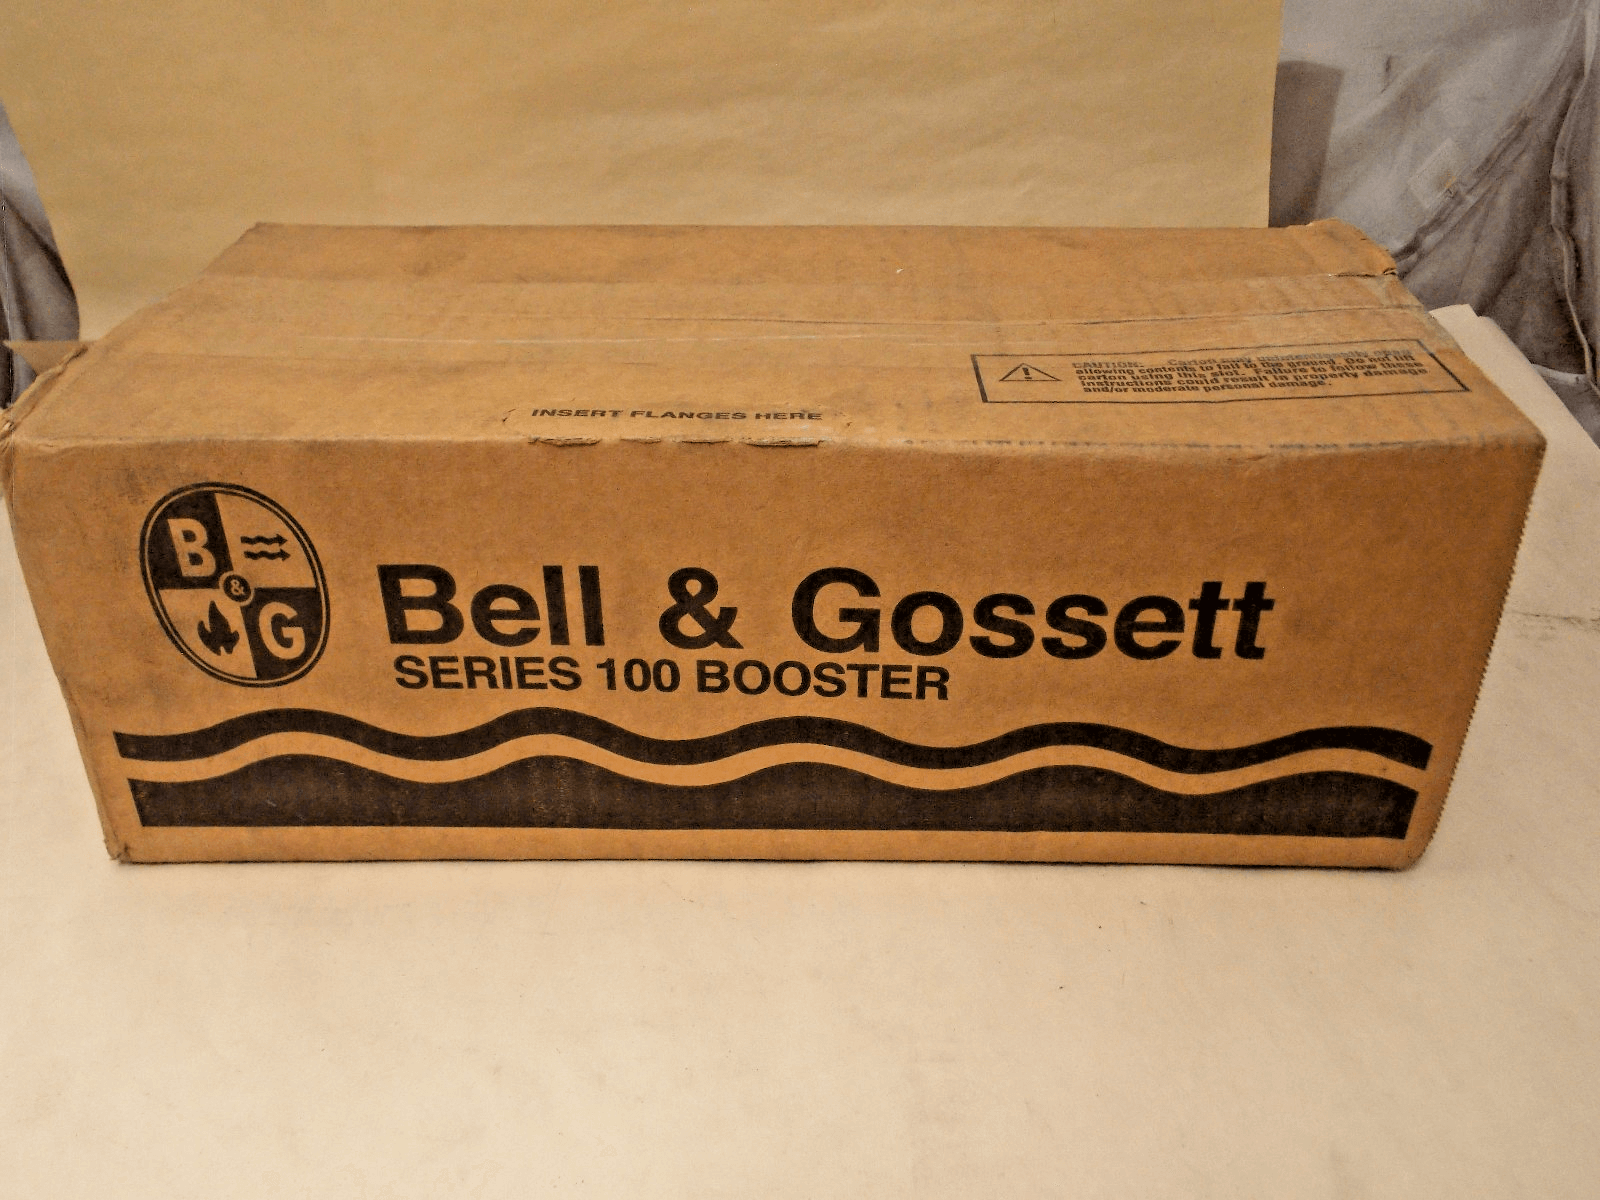 CAUTION: Carton may unintentionally open
allowing contents to fall to the ground. Do not lift
carton using this slot. Failure to follow these
instructions could result in property damage
and/or moderate personal damage.
INSERT FLANGES HERE
B
&
G
Bell & Gossett
SERIES 100 BOOSTER